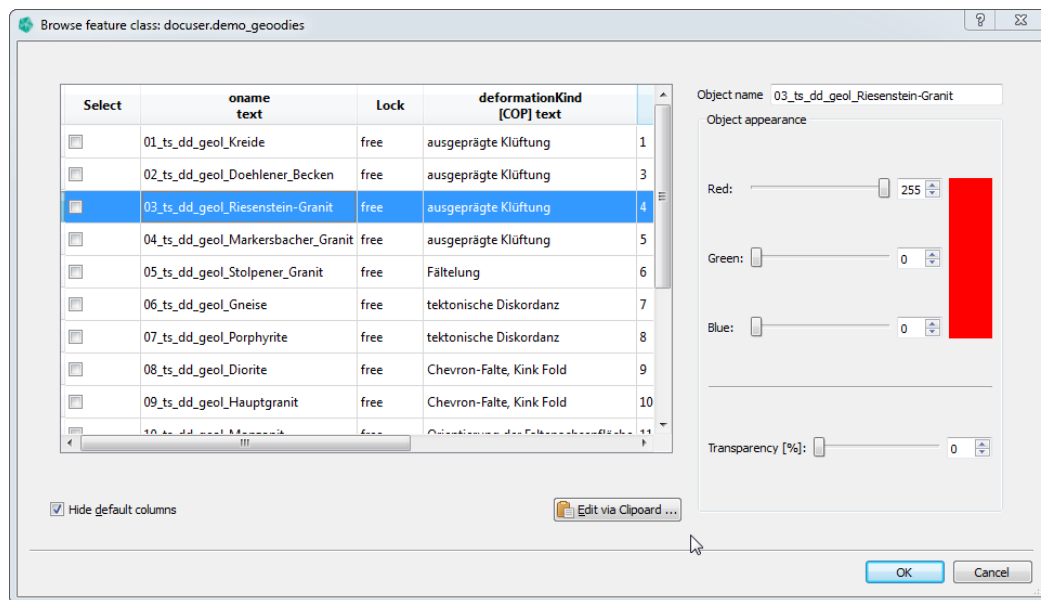 Browse feature class: docuser.demo_geoodies
Select oname text Lock deformationKind [COP] text
01_ts_dd_geol_Kreide free ausgeprägte Klüftung 1
02_ts_dd_geol_Doehlener_Becken free ausgeprägte Klüftung 3
03_ts_dd_geol_Riesenstein-Granit free ausgeprägte Klüftung 4
04_ts_dd_geol_Markersbacher_Granit free ausgeprägte Klüftung 5
05_ts_dd_geol_Stolpener_Granit free Fältelung 6
06_ts_dd_geol_Gneise free tektonische Diskordanz 7
07_ts_dd_geol_Porphyrite free tektonische Diskordanz 8
08_ts_dd_geol_Diorite free Chevron-Falte, Kink Fold 9
09_ts_dd_geol_Hauptgranit free Chevron-Falte, Kink Fold 10
Hide default columns
Edit via Clipoard ...
Object name 03_ts_dd_geol_Riesenstein-Granit
Object appearance
Red: 255
Green: 0
Blue: 0
Transparency [%]: 0
OK Cancel